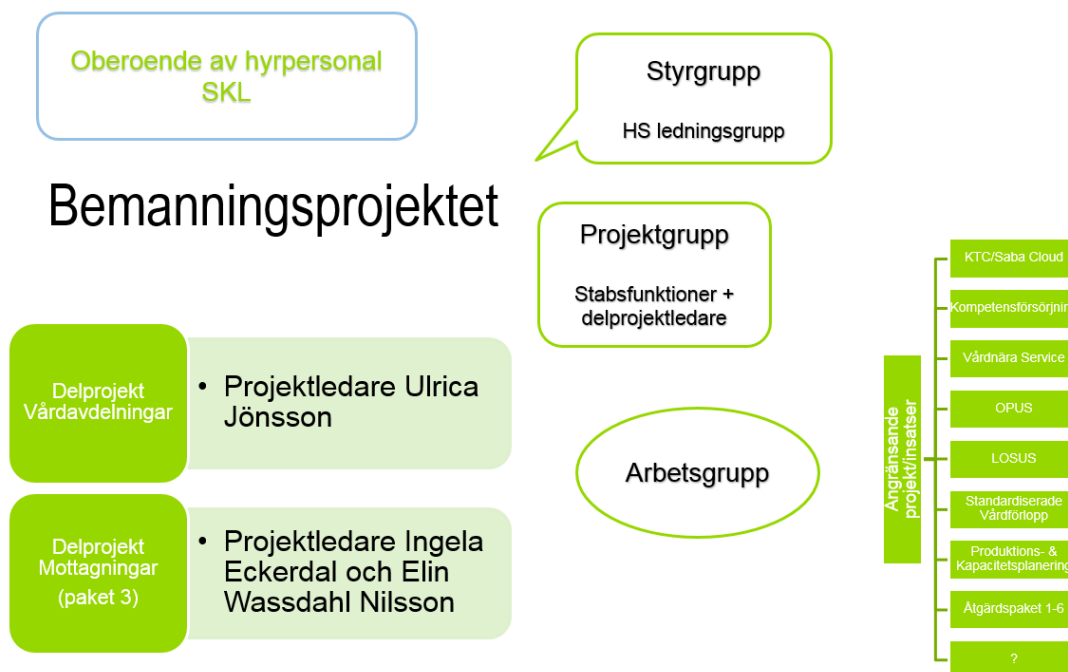 Oberoende av hyrpersonal
SKL
Styrgrupp
HS ledningsgrupp
Bemanningsprojektet
Projektgrupp
Stabsfunktioner +
delprojektledare
Delprojekt
Vårdavdelningar
• Projektledare Ulrica
Jönsson
Arbetsgrupp
Delprojekt
Mottagningar
(paket 3)
• Projektledare Ingela
Eckerdal och Elin
Wassdahl Nilsson
Angränsande
projekt/insatser
KTC/Saba Cloud
Kompetensförsörjnin
Vårdnära Service
OPUS
LOSUS
Standardiserade
Vårdförlopp
Produktions- &
Kapacitetsplanering
Åtgärdspaket 1-6
?